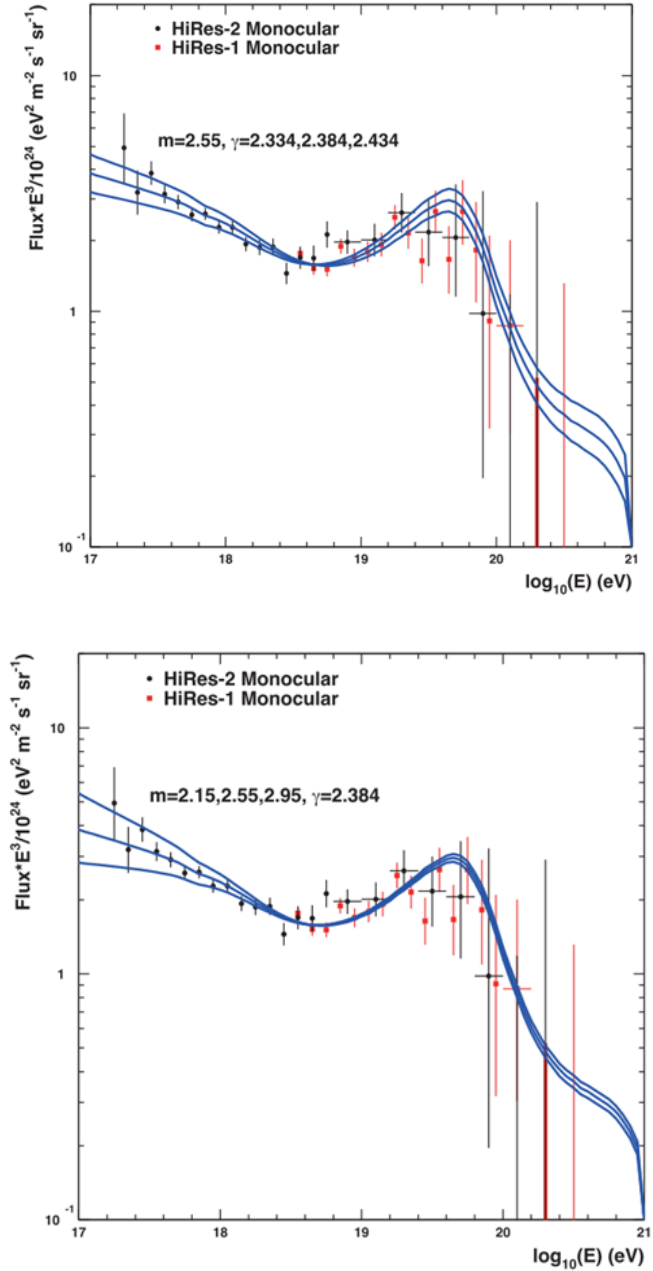 HiRes-2 Monocular
HiRes-1 Monocular
m=2.55, γ=2.334,2.384,2.434
Flux*E³/10²⁴ (eV² m⁻² s⁻¹ sr⁻¹)
10
1
10⁻¹
17 18 19 20 21
log₁₀(E) (eV)
HiRes-2 Monocular
HiRes-1 Monocular
m=2.15,2.55,2.95, γ=2.384
Flux*E³/10²⁴ (eV² m⁻² s⁻¹ sr⁻¹)
10
1
10⁻¹
17 18 19 20 21
log₁₀(E) (eV)